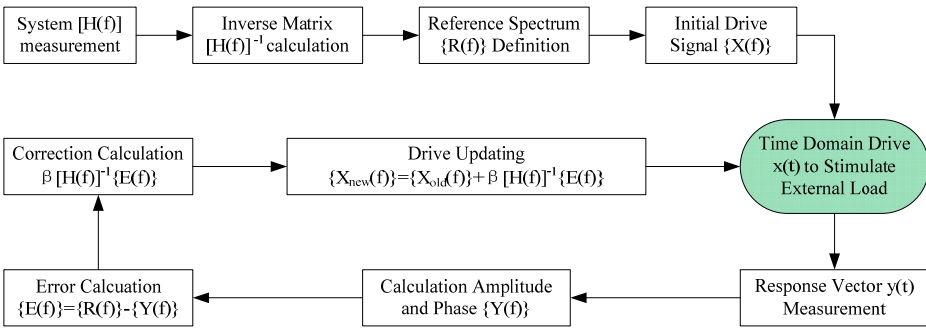 System [H(f)]
measurement
Inverse Matrix
[H(f)]⁻¹ calculation
Reference Spectrum
{R(f)} Definition
Initial Drive
Signal {X(f)}
Time Domain Drive
x(t) to Stimulate
External Load
Response Vector y(t)
Measurement
Calculation Amplitude
and Phase {Y(f)}
Error Calcuation
{E(f)}={R(f)}-{Y(f)}
Correction Calculation
β[H(f)]⁻¹{E(f)}
Drive Updating
{Xnew(f)}={Xold(f)}+β[H(f)]⁻¹{E(f)}